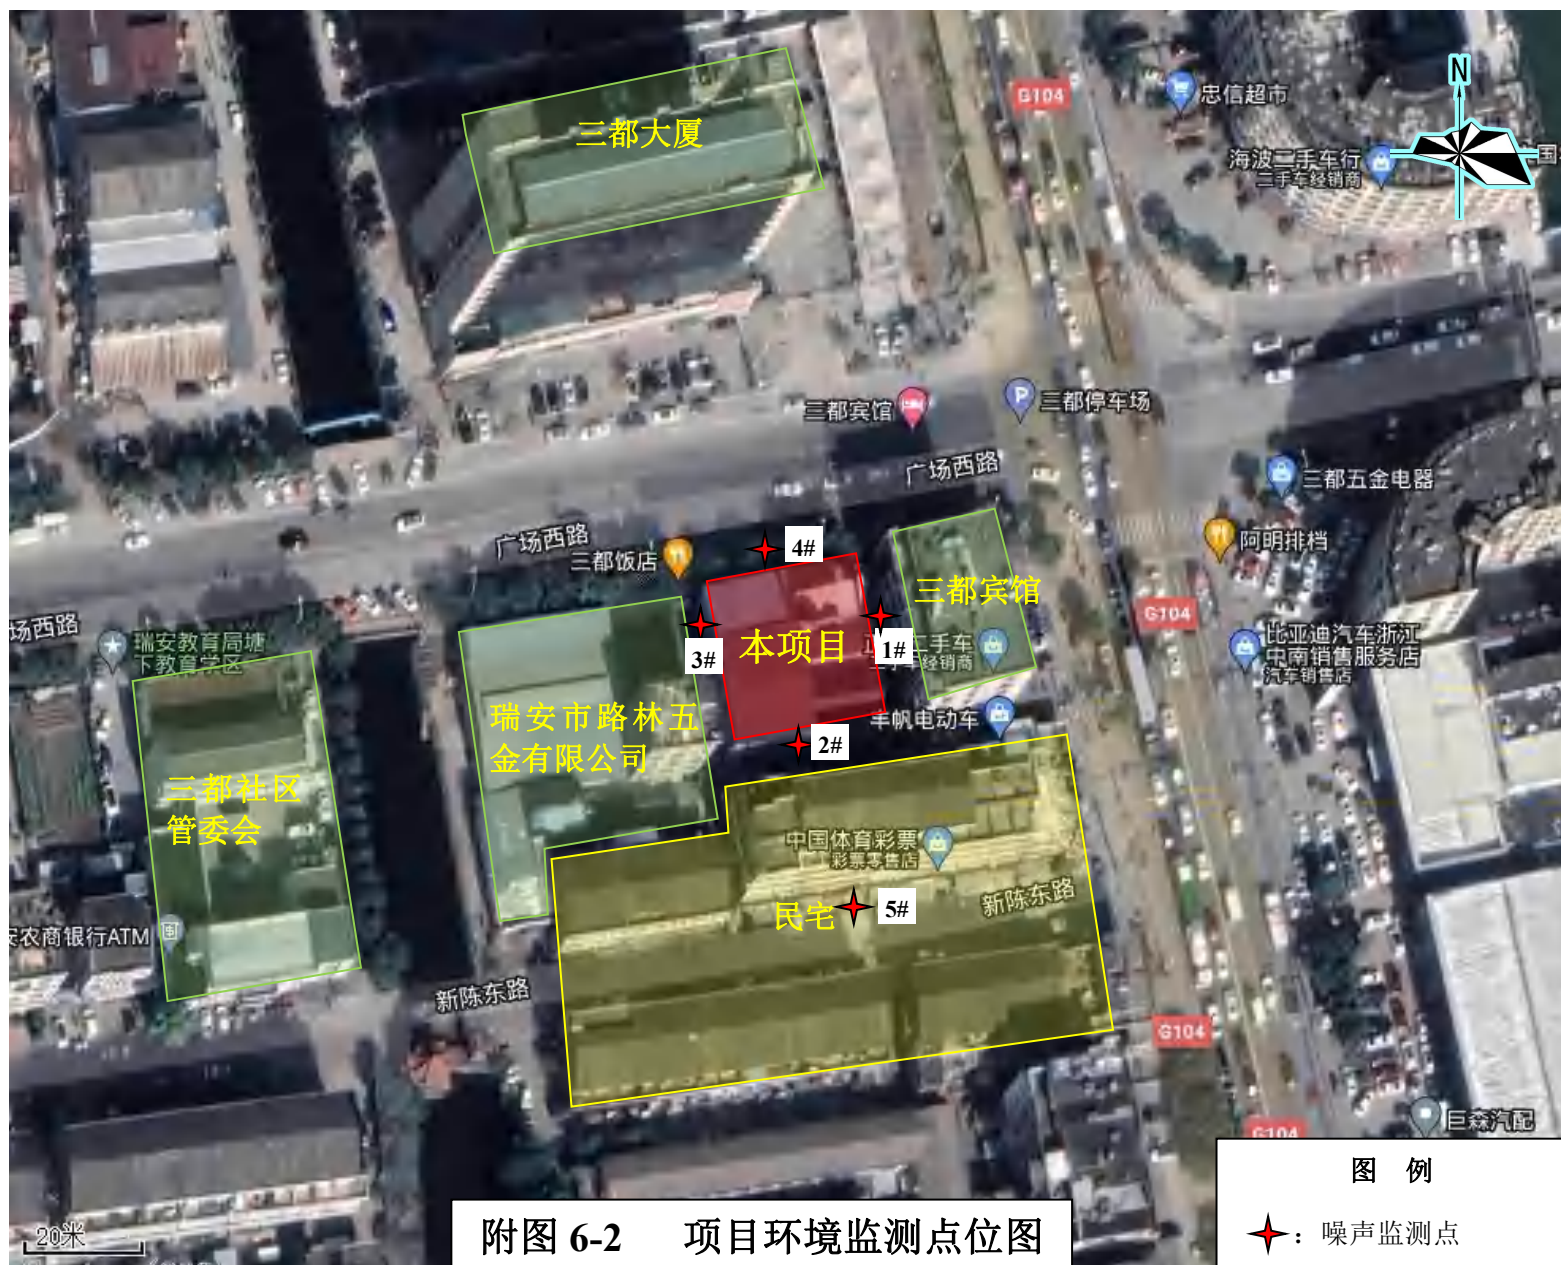 N
G104
忠信超市
三都大厦
海波二手车行
二手车经销商
国
三都宾馆
三都停车场
广场西路
三都五金电器
广场西路
4#
阿明排档
三都饭店
三都宾馆
G104
场西路
瑞安教育局塘
下教育学区
3#
本项目
1#
二手车
经销商
比亚迪汽车浙江
中南销售服务店
汽车销售店
瑞安市路林五
金有限公司
2#
丰帆电动车
三都社区
管委会
中国体育彩票
彩票零售店
民宅
5#
新陈东路
农商银行ATM
新陈东路
G104
巨森汽配
G104
图 例
：噪声监测点
20米
附图 6-2 项目环境监测点位图